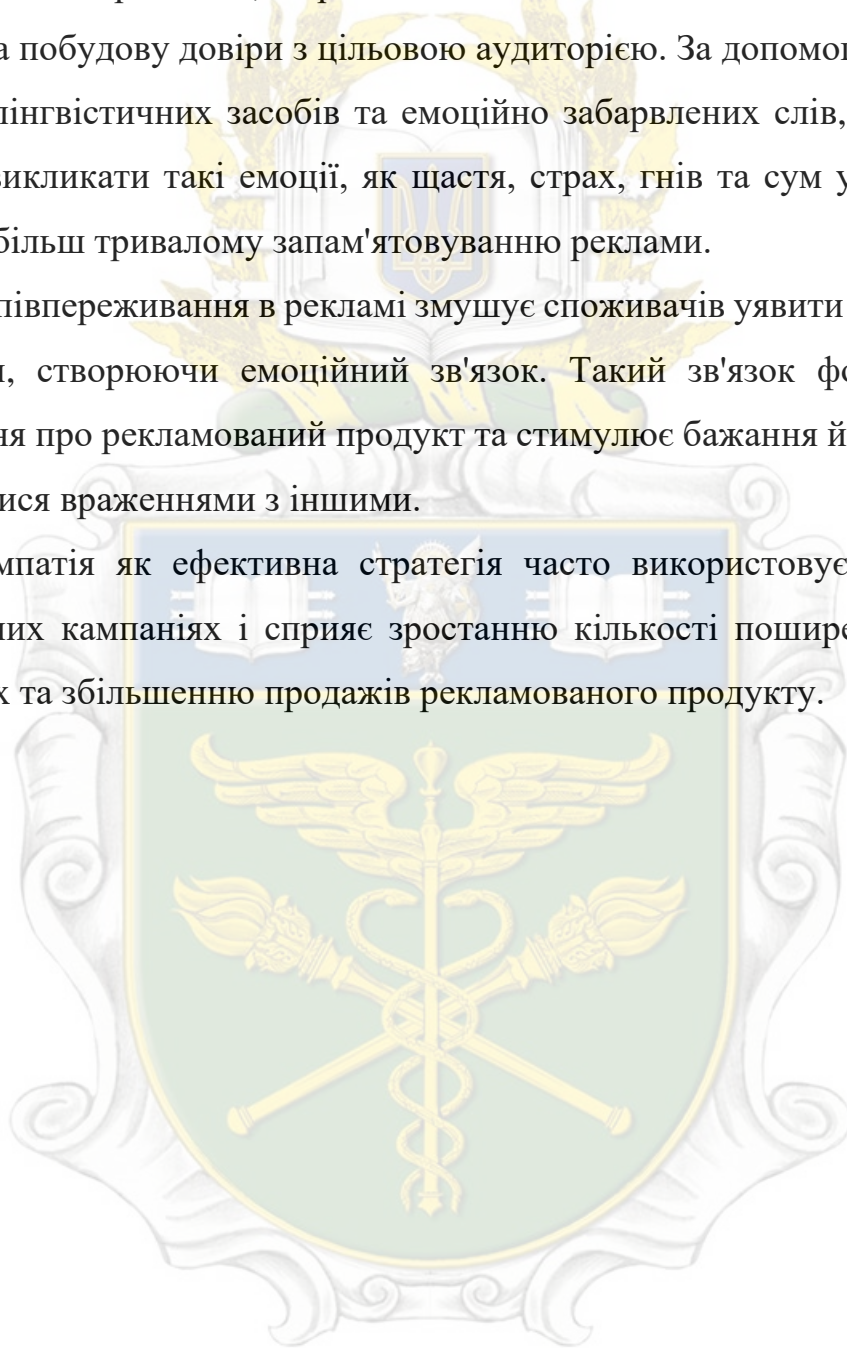 а побудову довіри з цільовою аудиторією. За допомо
лінгвістичних засобів та емоційно забарвлених слів,
викликати такі емоції, як щастя, страх, гнів та сум у
більш тривалому запам'ятовуванню реклами.
півпереживання в рекламі змушує споживачів уявити
, створюючи емоційний зв'язок. Такий зв'язок фо
ня про рекламований продукт та стимулює бажання й
ися враженнями з іншими.
мпатія як ефективна стратегія часто використовує
них кампаніях і сприяє зростанню кількості пошире
х та збільшенню продажів рекламованого продукту.